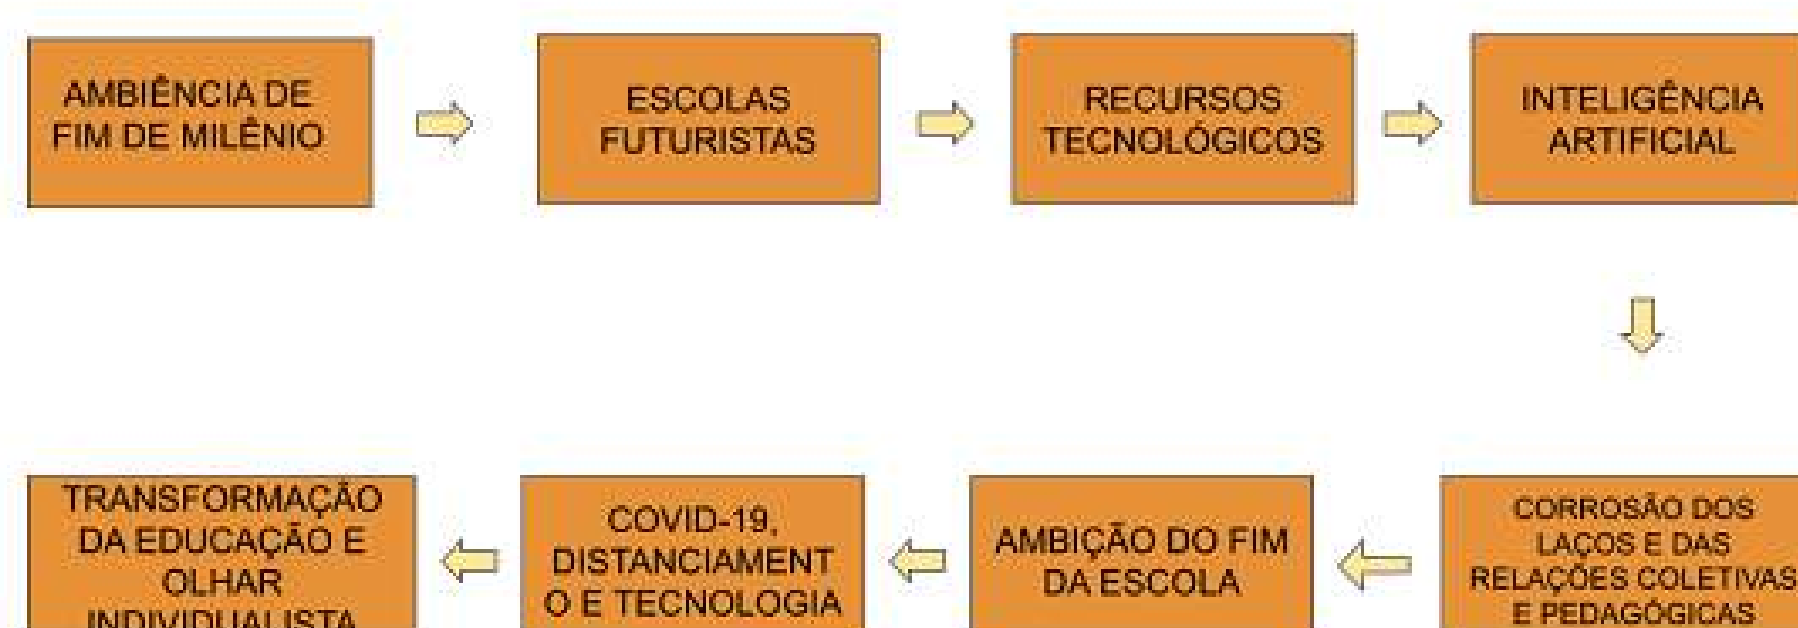 AMBIÊNCIA DE
FIM DE MILÊNIO
ESCOLAS
FUTURISTAS
RECURSOS
TECNOLÓGICOS
INTELIGÊNCIA
ARTIFICIAL
CORROSÃO DOS
LAÇOS E DAS
RELAÇÕES COLETIVAS
E PEDAGÓGICAS
AMBIÇÃO DO FIM
DA ESCOLA
COVID-19,
DISTANCIAMENT
O E TECNOLOGIA
TRANSFORMAÇÃO
DA EDUCAÇÃO E
OLHAR
INDIVIDUALISTA